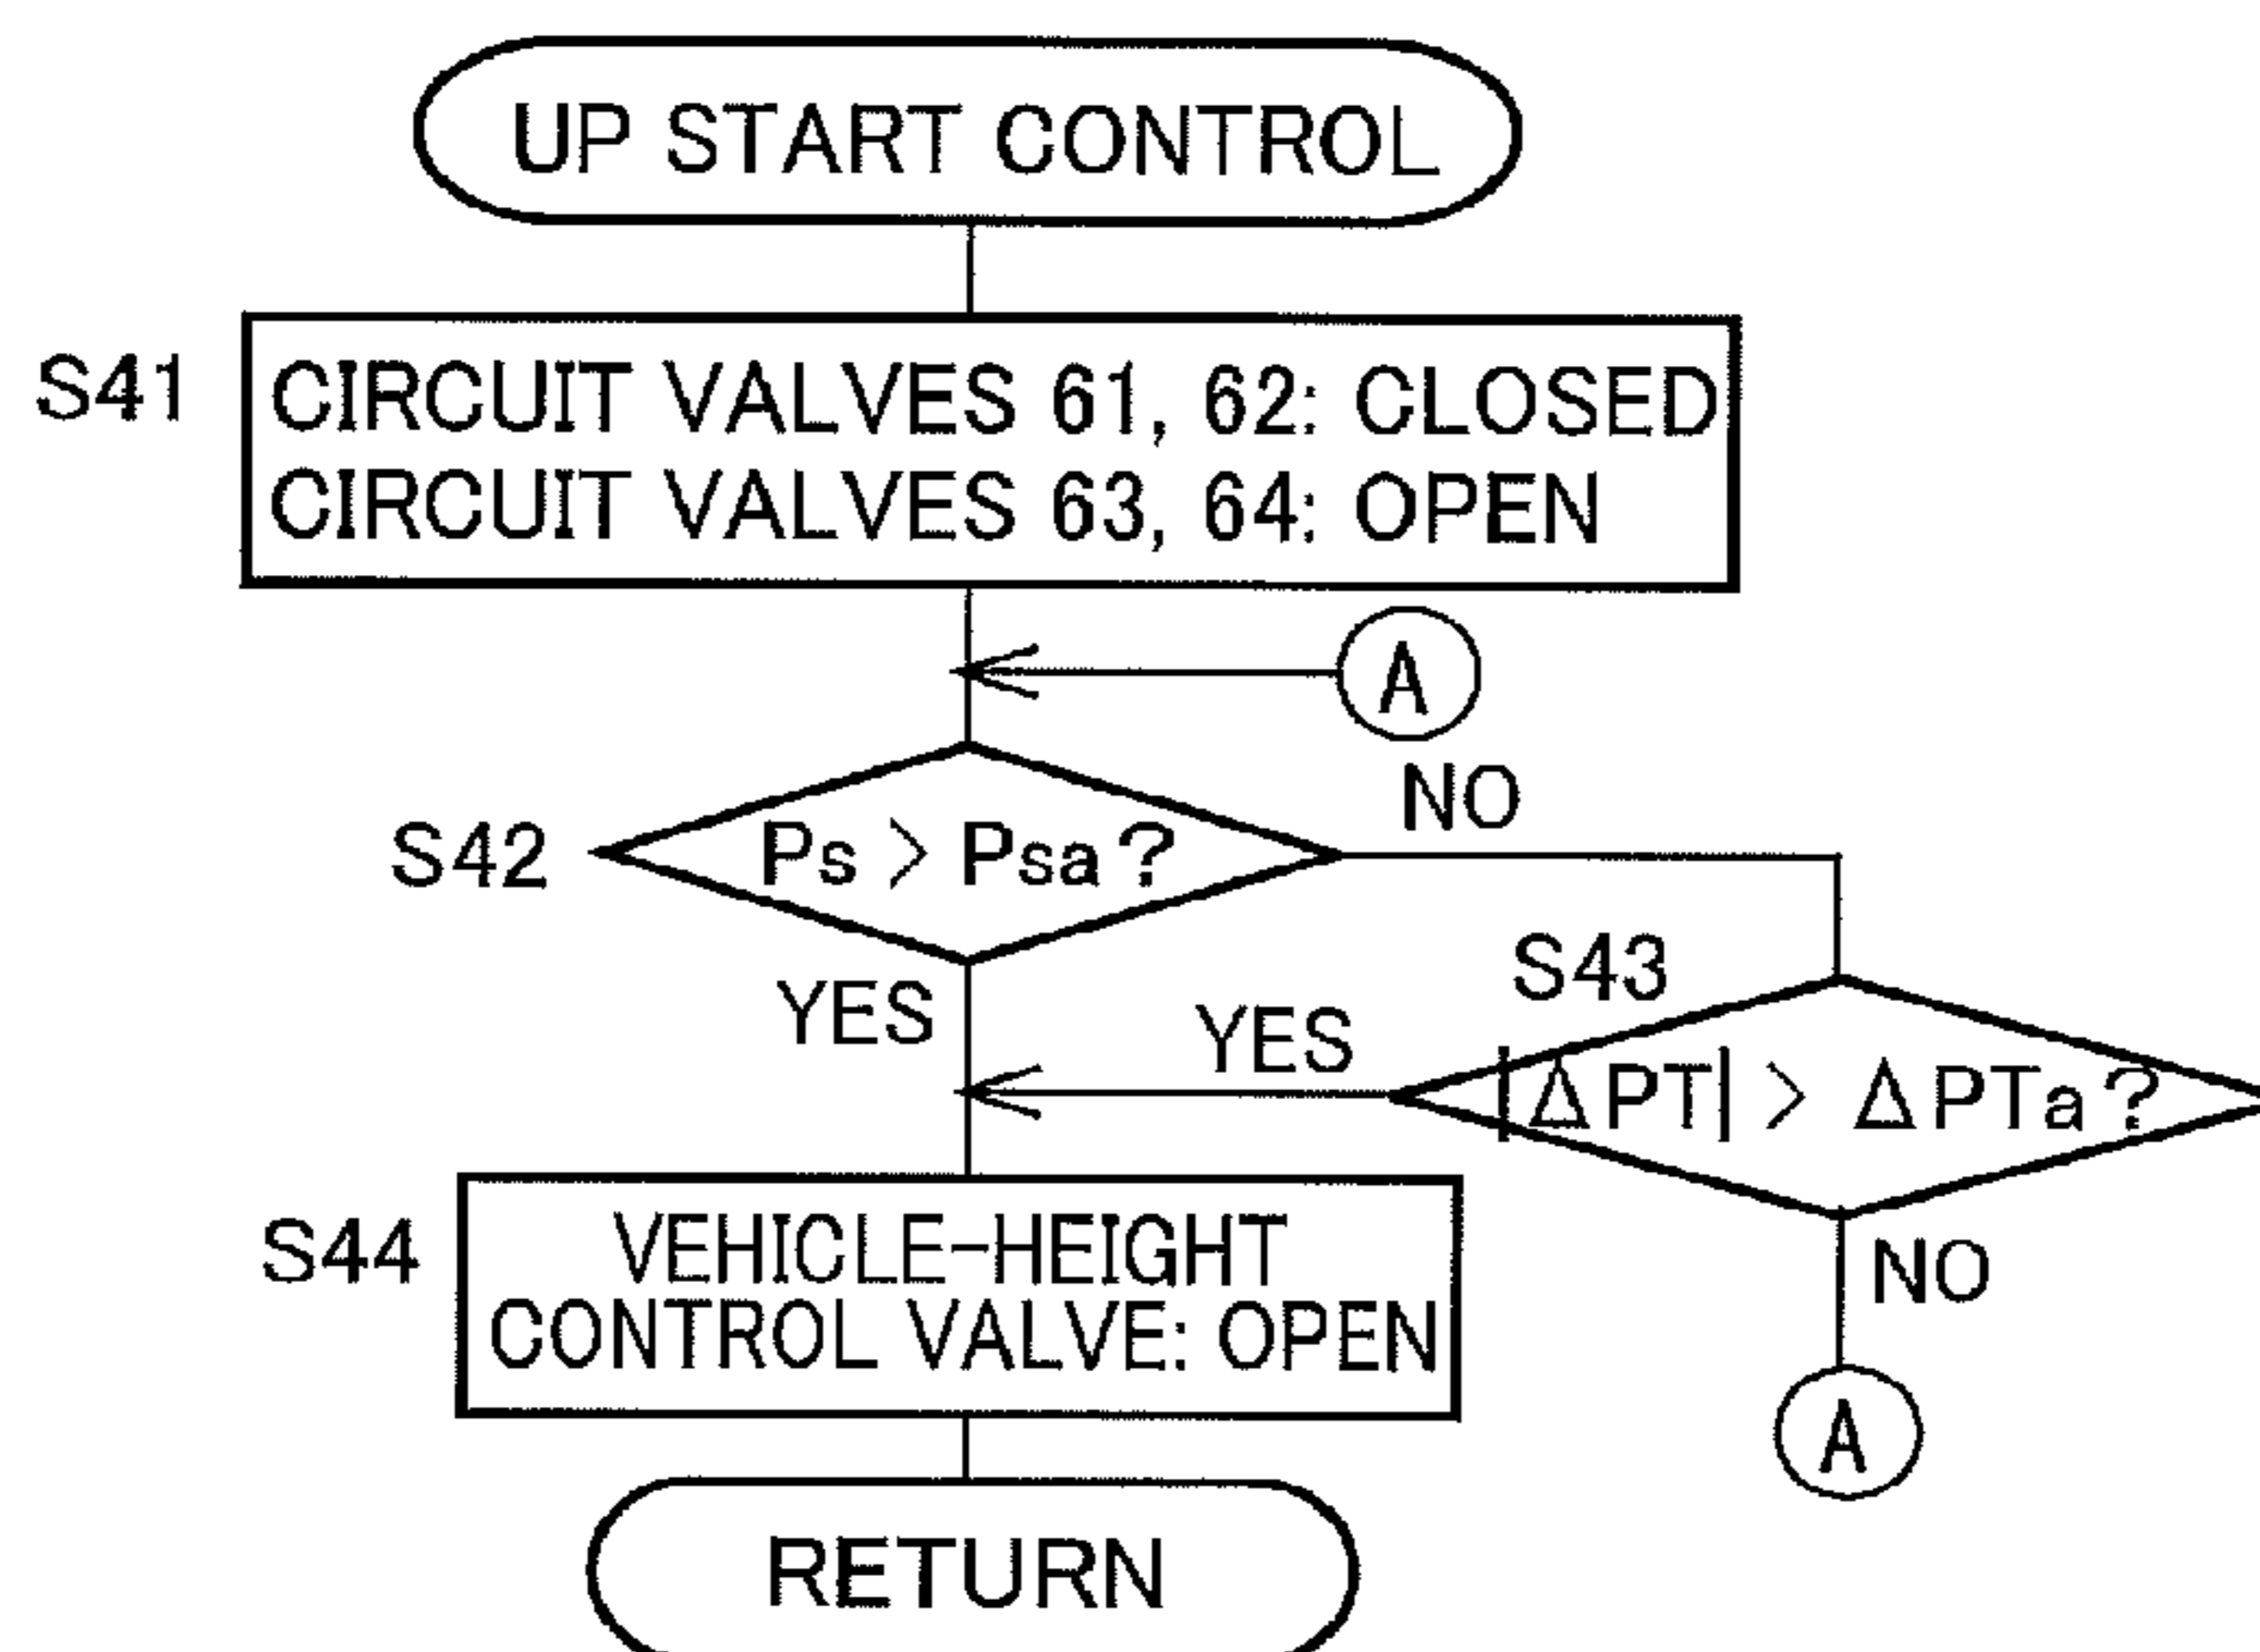 UP START CONTROL
S41
CIRCUIT VALVES 61, 62: CLOSED
CIRCUIT VALVES 63, 64: OPEN
A
NO
S42
Ps > Psa?
YES
S43
YES
|ΔPT| > ΔPTa?
NO
S44
VEHICLE-HEIGHT
CONTROL VALVE: OPEN
A
RETURN